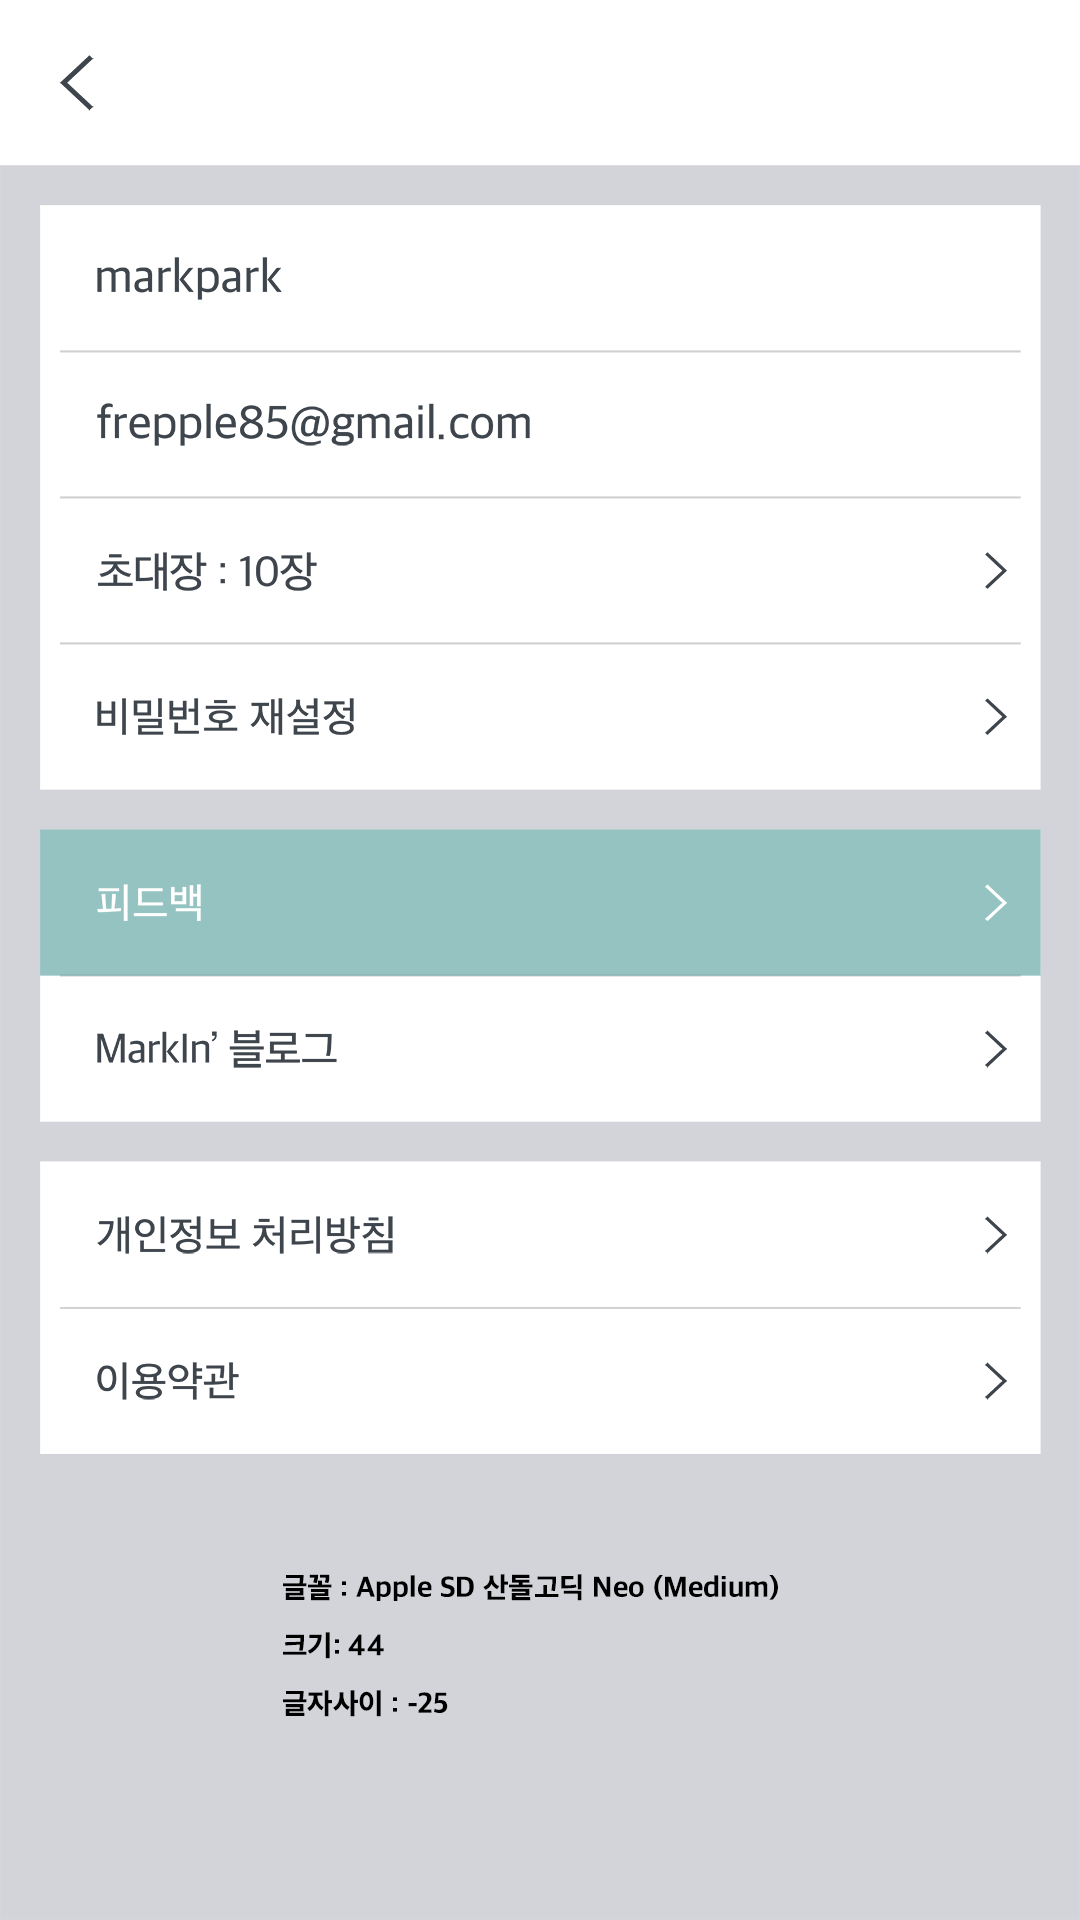 markpark
frepple85@gmail.com
초대장 : 10장
비밀번호 재설정
피드백
MarkIn’ 블로그
개인정보 처리방침
이용약관
글꼴 : Apple SD 산돌고딕 Neo (Medium)
크기: 44
글자사이 : -25